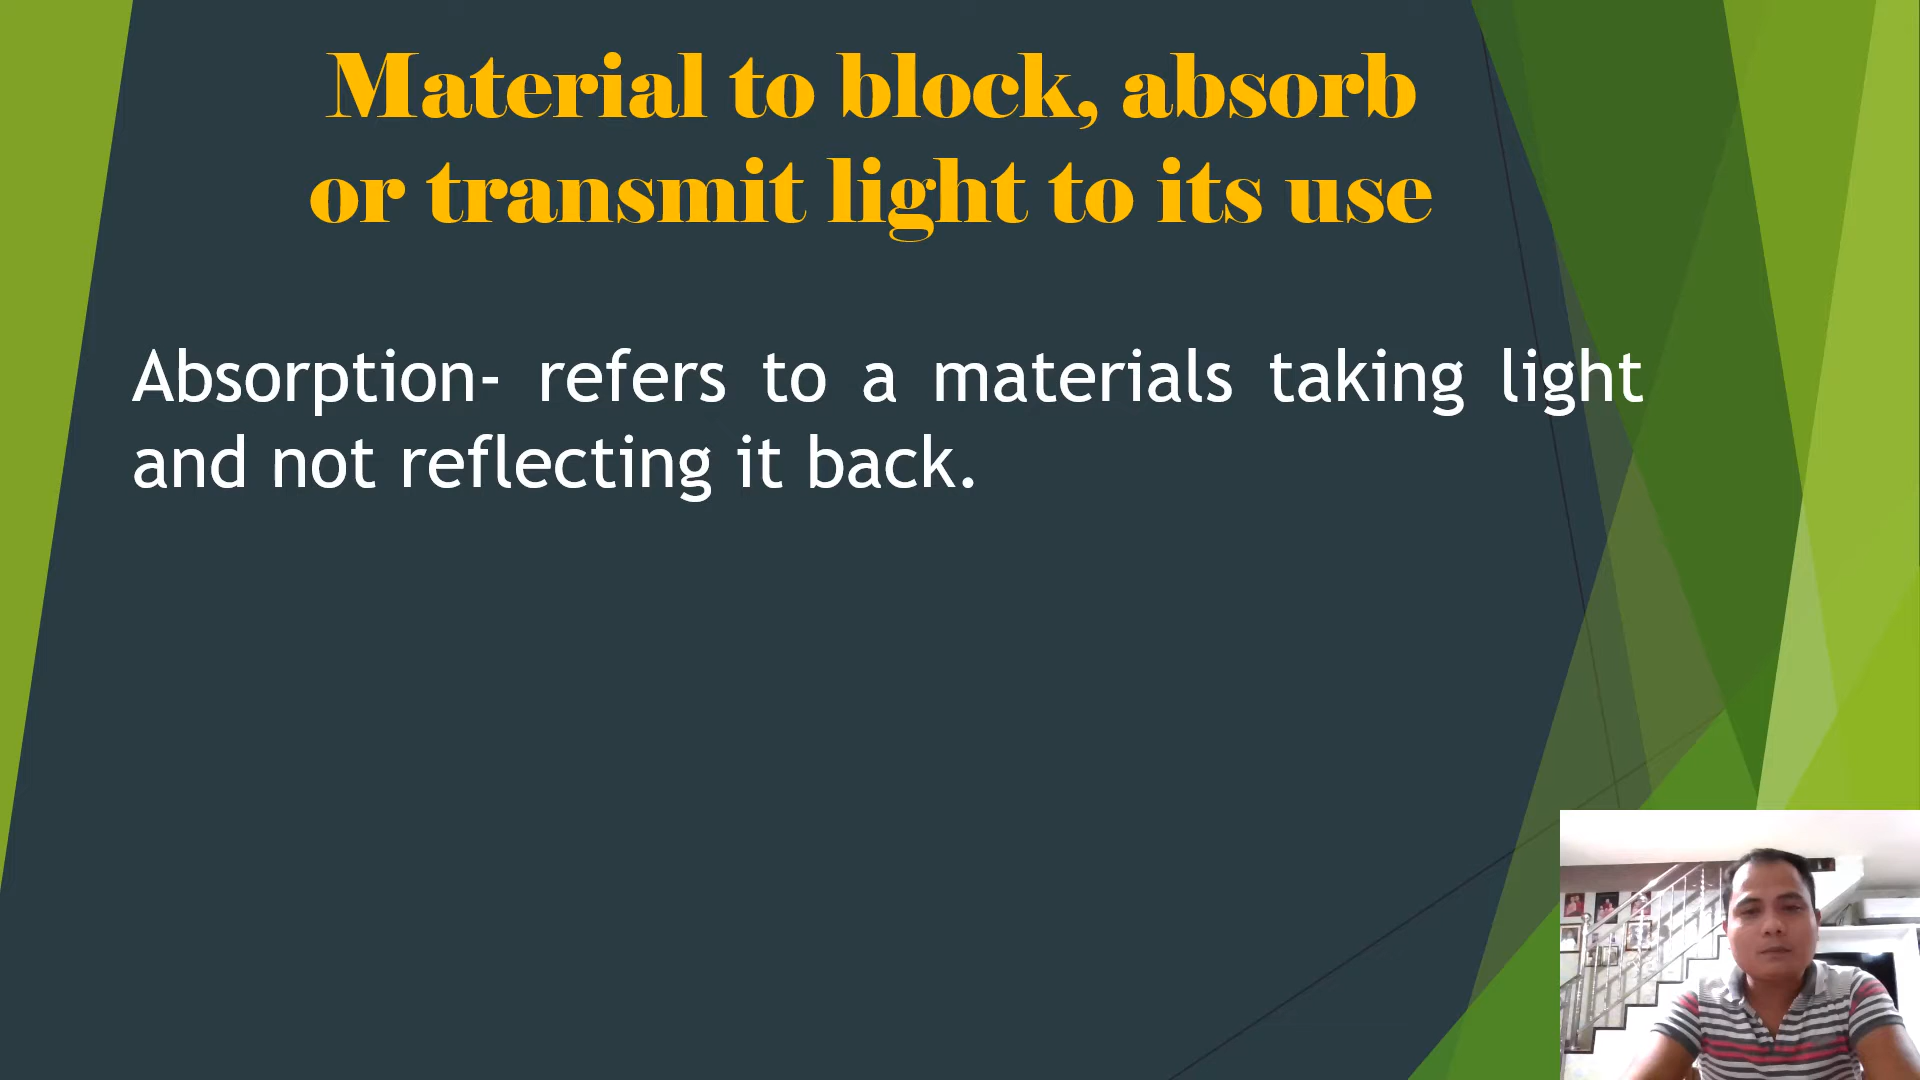 Material to block, absorb
or transmit light to its use
Absorption- refers to a materials taking light
and not reflecting it back.